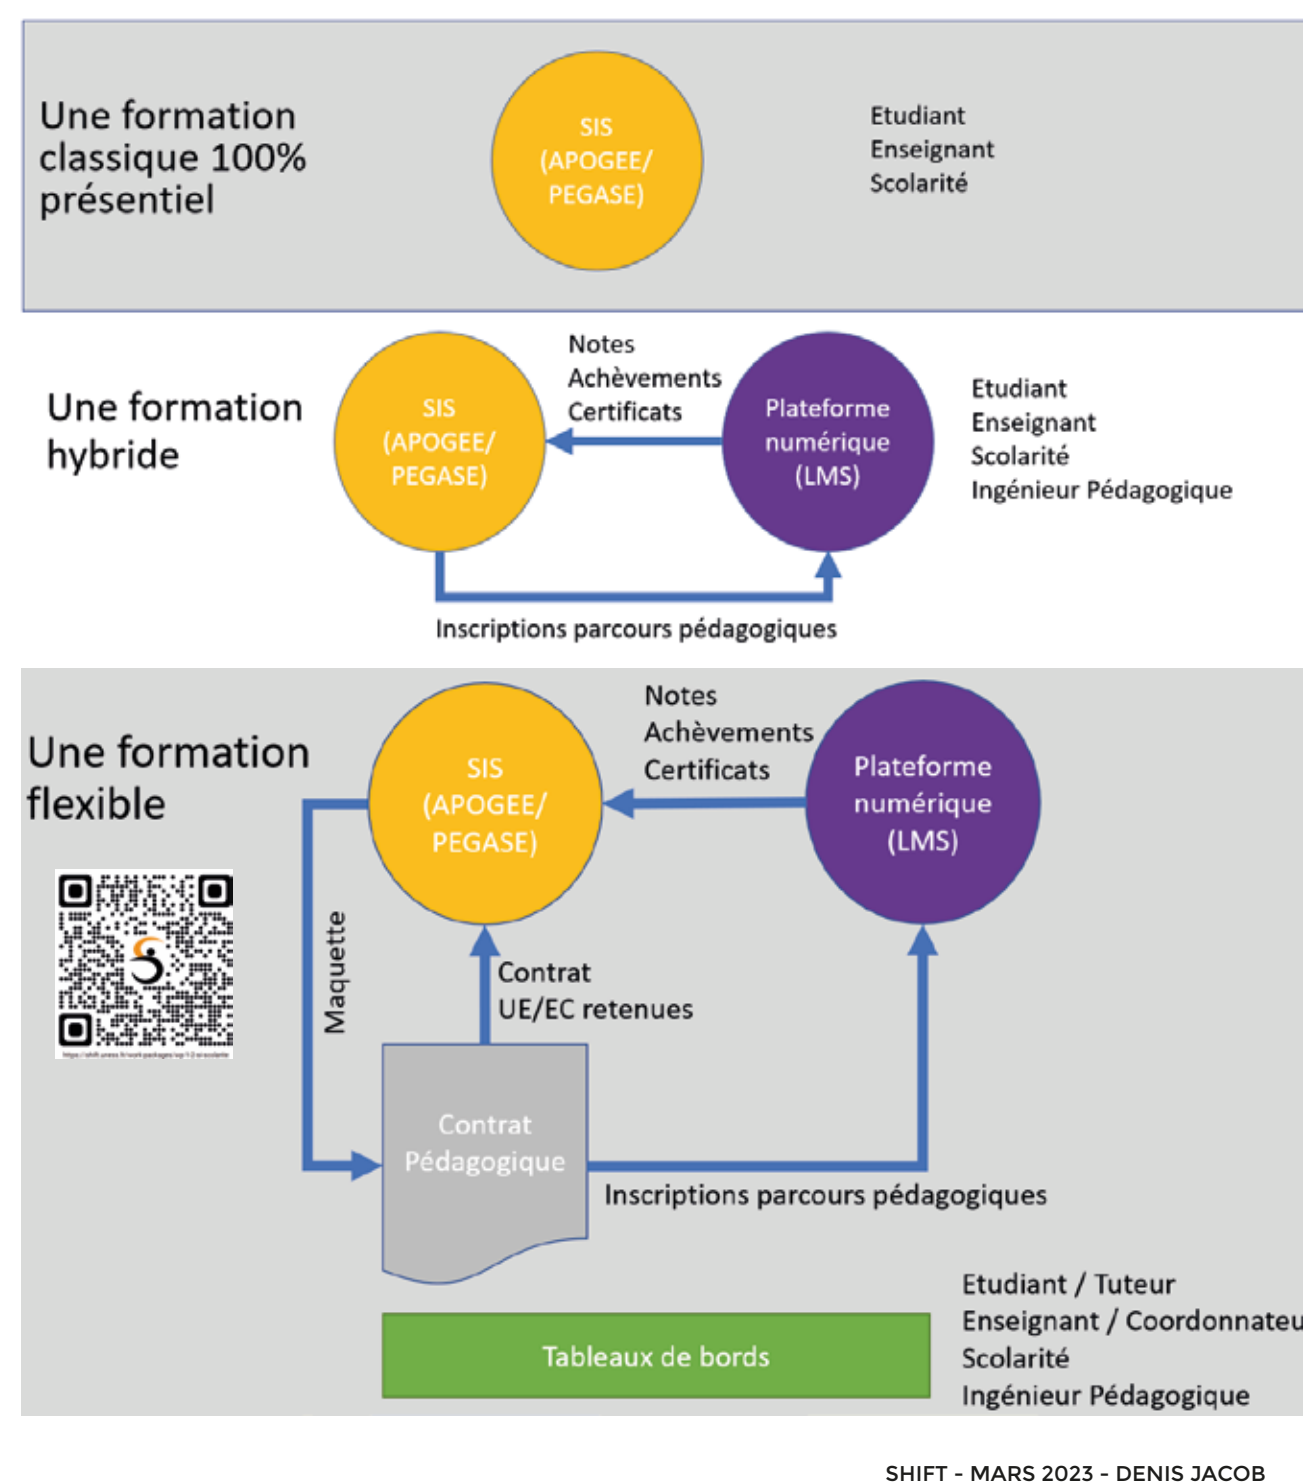 Une formation
classique 100%
présentiel
SIS
(APOGEE/
PEGASE)
Etudiant
Enseignant
Scolarité
Une formation
hybride
SIS
(APOGEE/
PEGASE)
Notes
Achèvements
Certificats
Plateforme
numérique
(LMS)
Etudiant
Enseignant
Scolarité
Ingénieur Pédagogique
Inscriptions parcours pédagogiques
Une formation
flexible
SIS
(APOGEE/
PEGASE)
Notes
Achèvements
Certificats
Plateforme
numérique
(LMS)
Maquette
Contrat
UE/EC retenues
Contrat
Pédagogique
Inscriptions parcours pédagogiques
Tableaux de bords
Etudiant / Tuteur
Enseignant / Coordonnateu
Scolarité
Ingénieur Pédagogique
SHIFT - MARS 2023 - DENIS JACOB